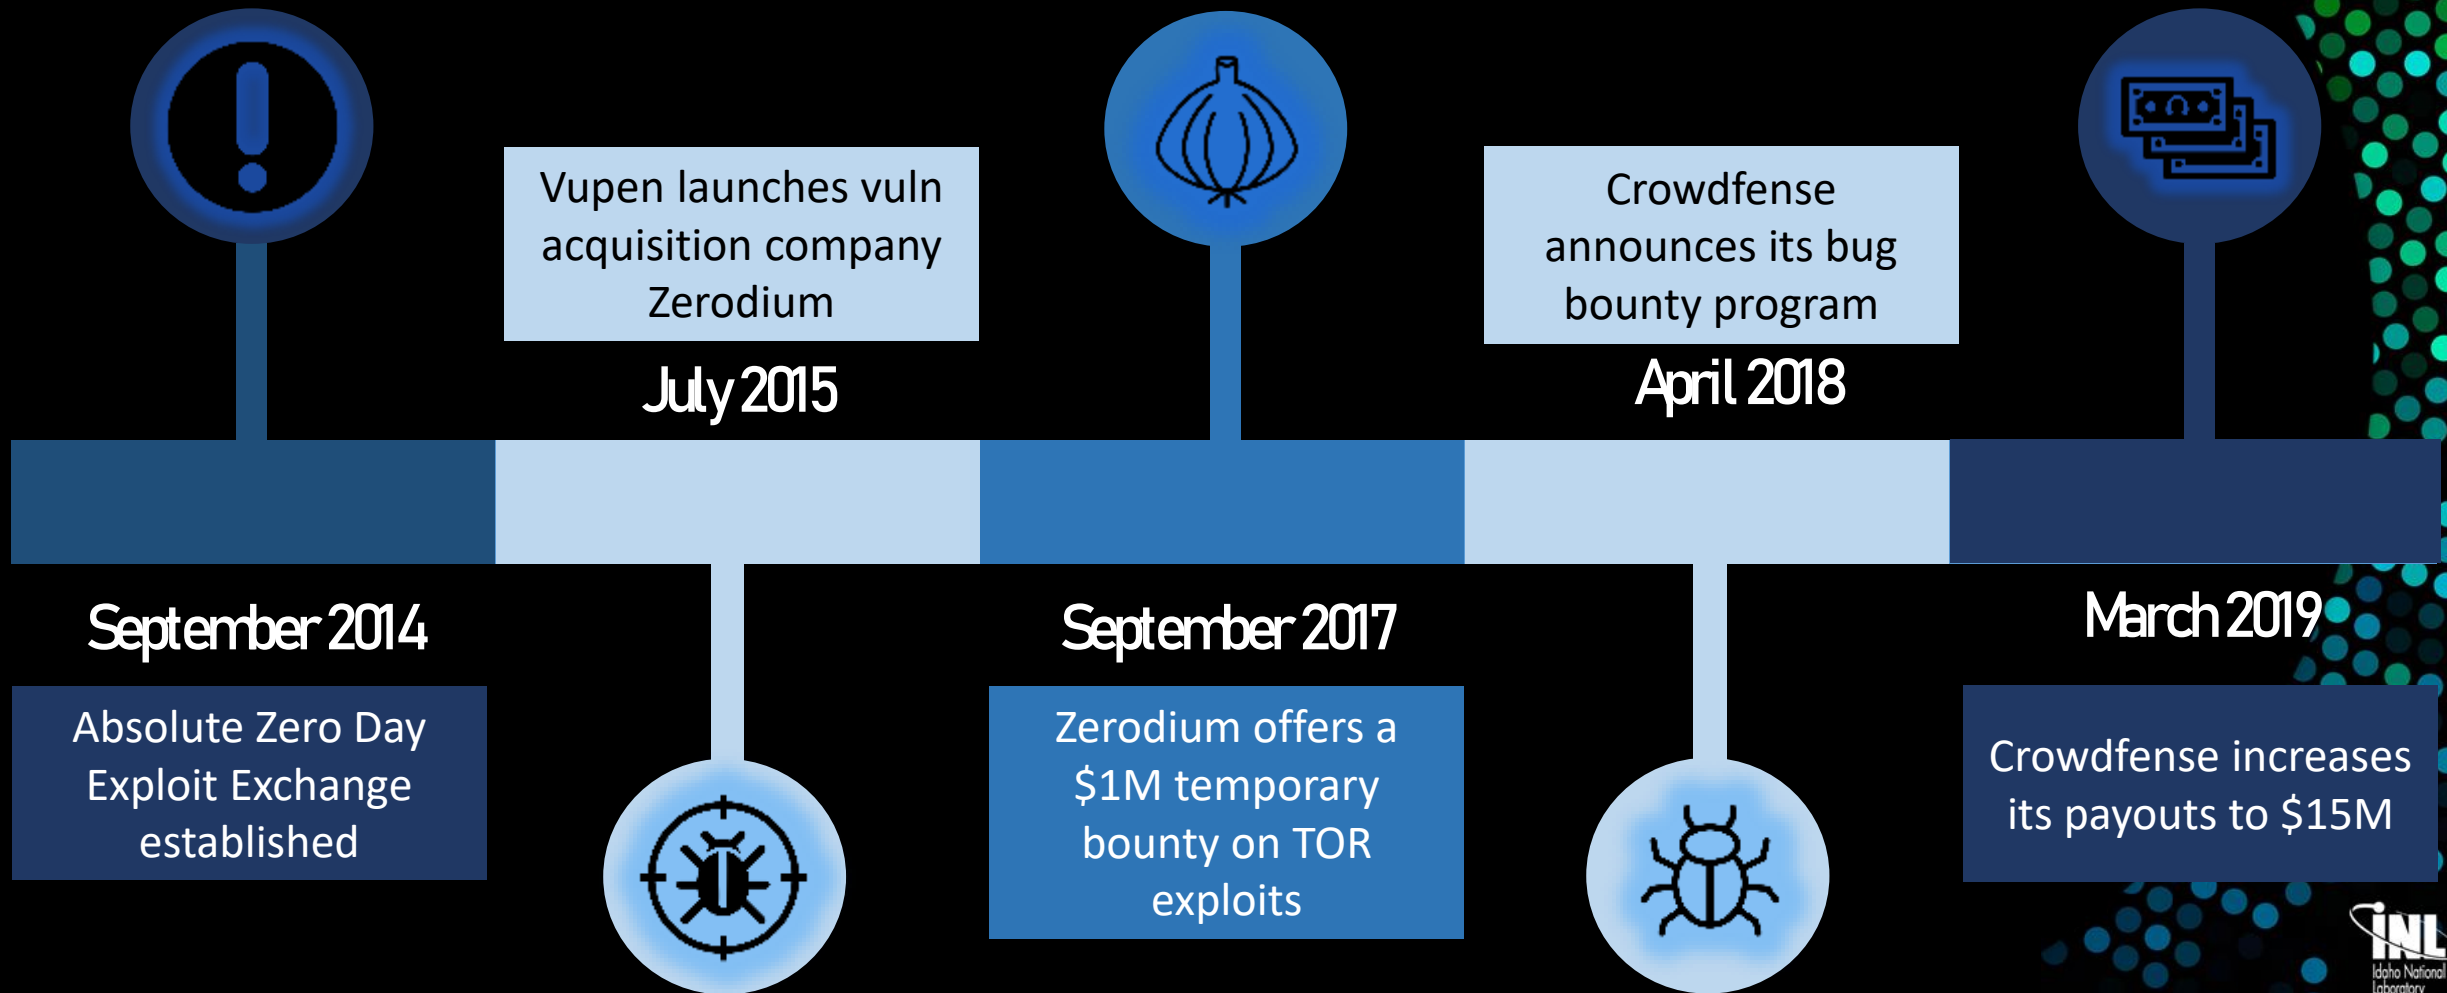 September 2014
Absolute Zero Day
Exploit Exchange
established
Vupen launches vuln
acquisition company
Zerodium
July 2015
September 2017
Zerodium offers a
$1M temporary
bounty on TOR
exploits
Crowdfense
announces its bug
bounty program
April 2018
March 2019
Crowdfense increases
its payouts to $15M
INL
Idaho National
Laboratory